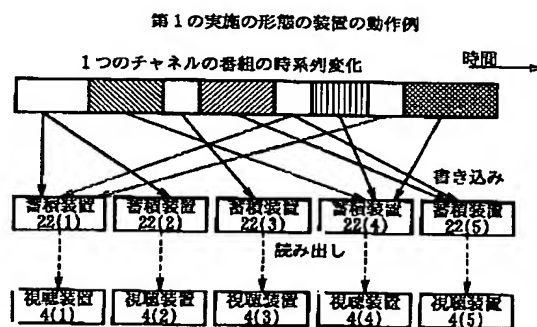 第1の実施の形態の装置の動作例
1つのチャネルの番組の時系列変化
時間
書き込み
蓄積装置 蓄積装置 蓄積装置 蓄積装置 蓄積装置
22(1) 22(2) 22(3) 22(4) 22(5)
読み出し
視聴装置 視聴装置 視聴装置 視聴装置 視聴装置
4(1) 4(2) 4(3) 4(4) 4(5)